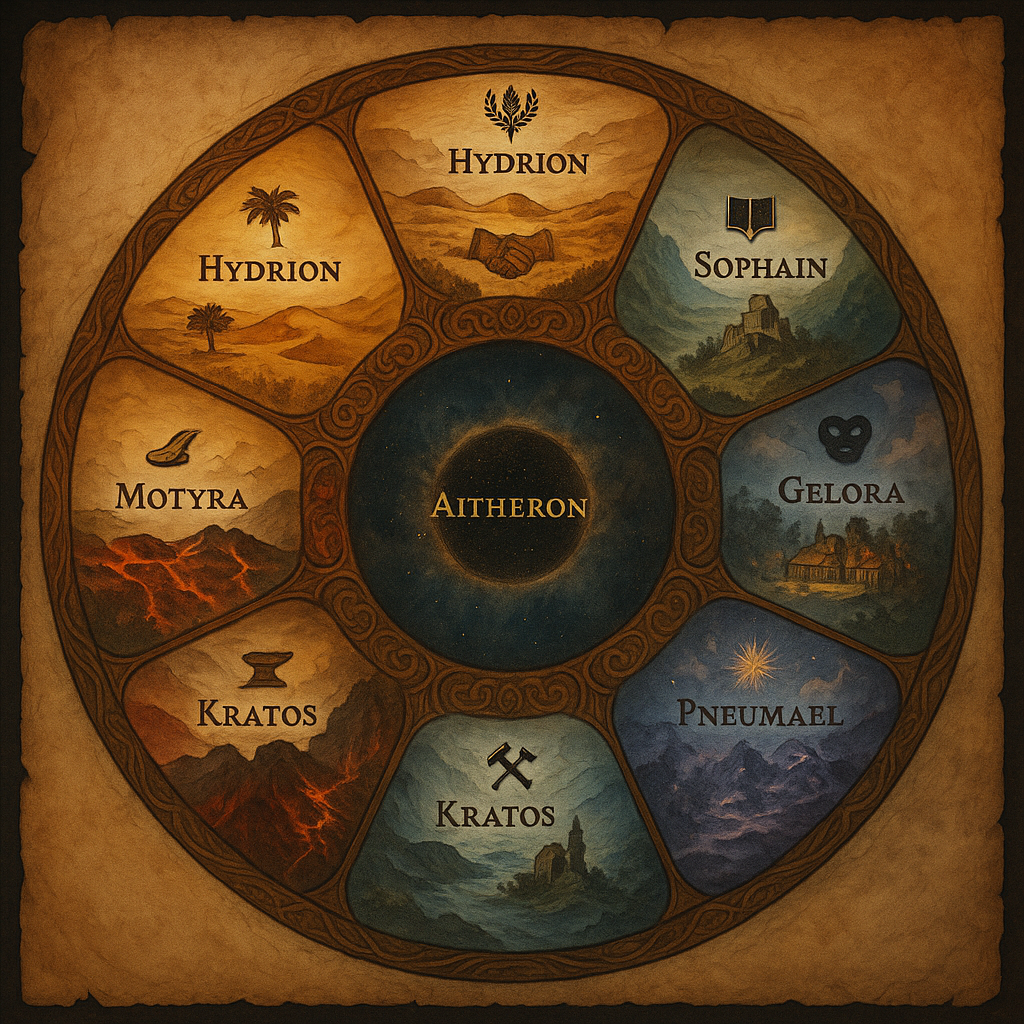 HYDRION
HYDRION
SOPHAIN
MOTYRA
AITHERON
GELORA
KRATOS
PNEUMAEL
KRATOS